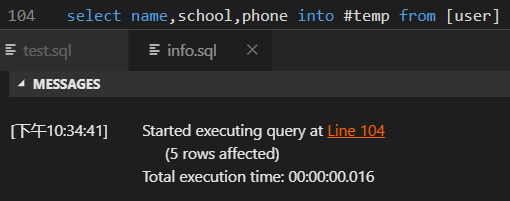 104 select name,school,phone into #temp from [user]
test.sql info.sql
MESSAGES
[下午10:34:41] Started executing query at Line 104
(5 rows affected)
Total execution time: 00:00:00.016